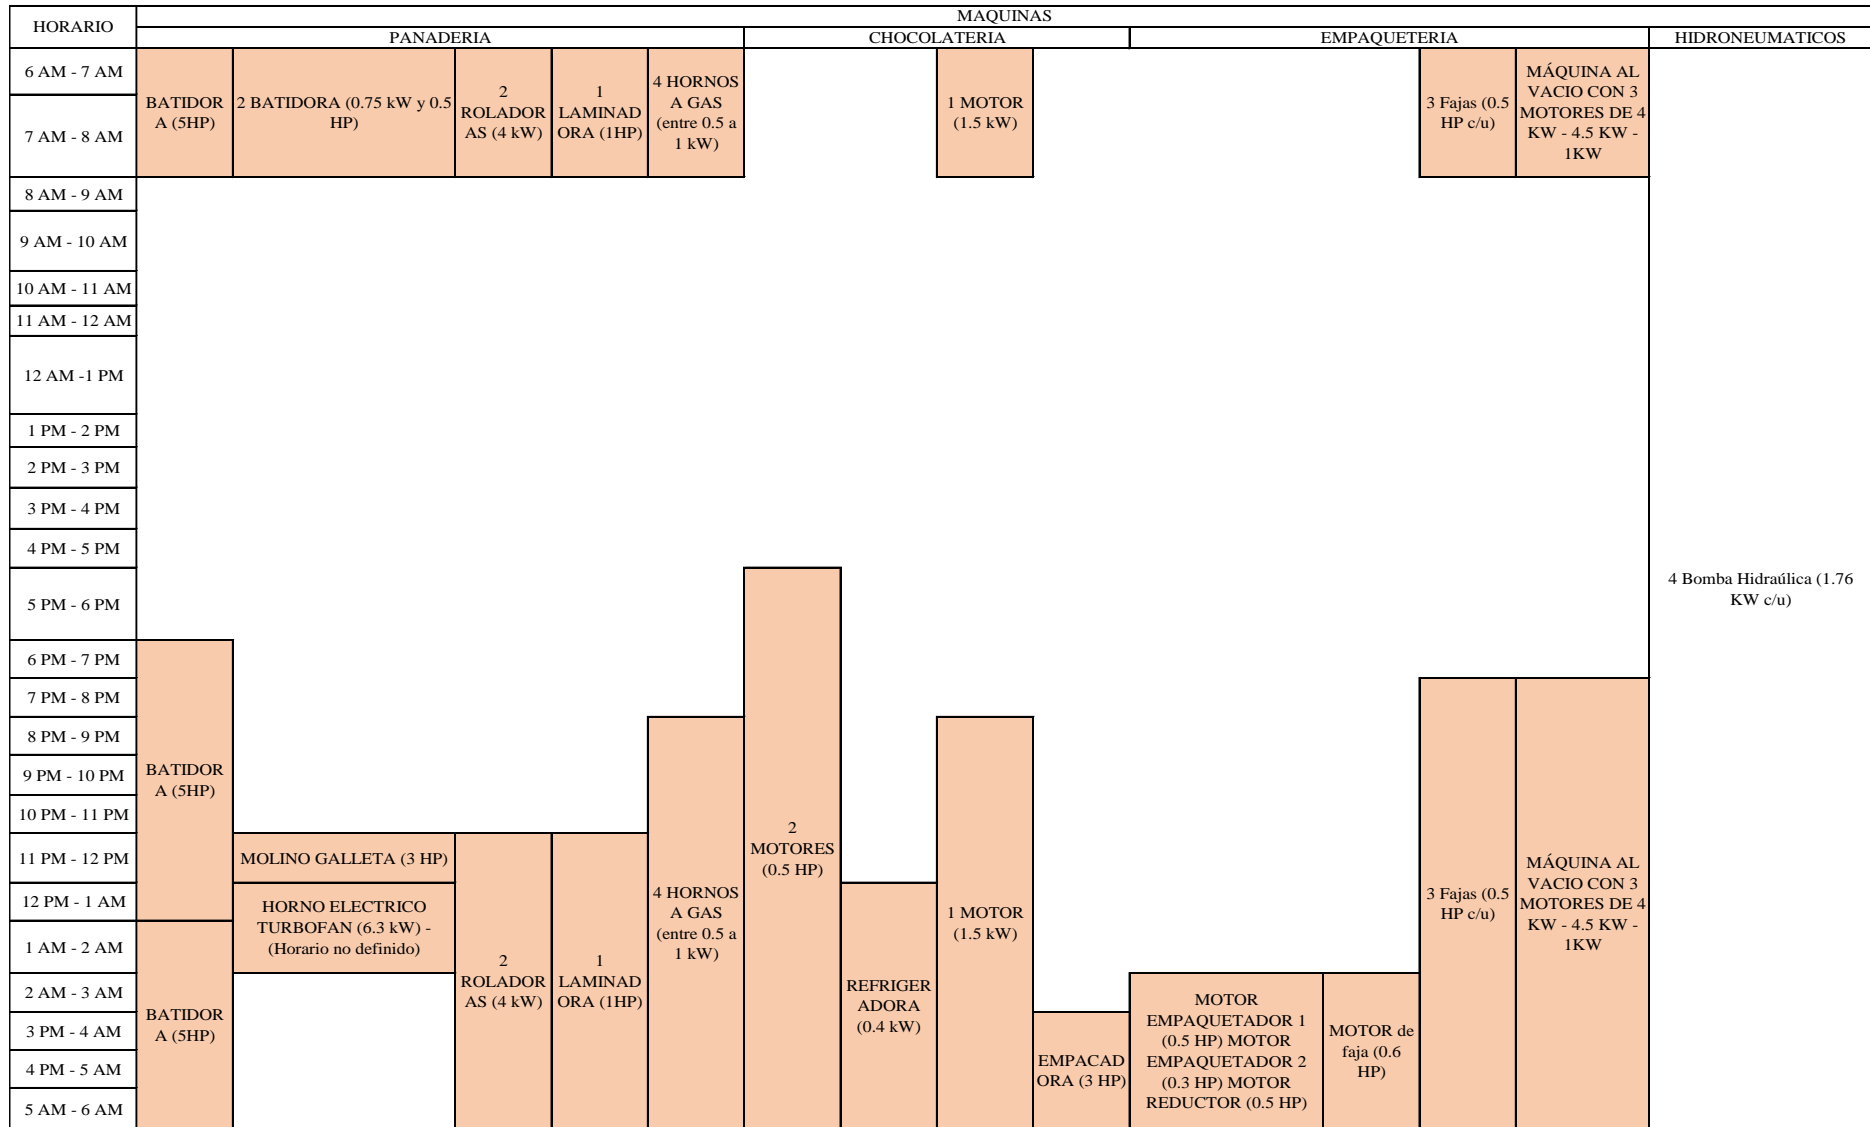 HORARIO
MAQUINAS
PANADERIA
CHOCOLATERIA
EMPAQUETERIA
HIDRONEUMATICOS
6 AM - 7 AM
7 AM - 8 AM
BATIDOR
A (5HP)
2 BATIDORA (0.75 kW y 0.5
HP)
2
ROLADOR
AS (4 kW)
1
LAMINAD
ORA (1HP)
4 HORNOS
A GAS
(entre 0.5 a
1 kW)
1 MOTOR
(1.5 kW)
3 Fajas (0.5
HP c/u)
MÁQUINA AL
VACIO CON 3
MOTORES DE 4
KW - 4.5 KW -
1KW
8 AM - 9 AM
9 AM - 10 AM
10 AM - 11 AM
11 AM - 12 AM
12 AM -1 PM
1 PM - 2 PM
2 PM - 3 PM
3 PM - 4 PM
4 PM - 5 PM
5 PM - 6 PM
4 Bomba Hidraúlica (1.76
KW c/u)
6 PM - 7 PM
7 PM - 8 PM
8 PM - 9 PM
9 PM - 10 PM
10 PM - 11 PM
11 PM - 12 PM
12 PM - 1 AM
1 AM - 2 AM
2 AM - 3 AM
3 PM - 4 AM
4 PM - 5 AM
5 AM - 6 AM
BATIDOR
A (5HP)
BATIDOR
A (5HP)
MOLINO GALLETA (3 HP)
HORNO ELECTRICO
TURBOFAN (6.3 kW) -
(Horario no definido)
2
ROLADOR
AS (4 kW)
1
LAMINAD
ORA (1HP)
4 HORNOS
A GAS
(entre 0.5 a
1 kW)
2
MOTORES
(0.5 HP)
REFRIGER
ADORA
(0.4 kW)
1 MOTOR
(1.5 kW)
EMPACAD
ORA (3 HP)
MOTOR
EMPAQUETADOR 1
(0.5 HP) MOTOR
EMPAQUETADOR 2
(0.3 HP) MOTOR
REDUCTOR (0.5 HP)
MOTOR de
faja (0.6
HP)
3 Fajas (0.5
HP c/u)
MÁQUINA AL
VACIO CON 3
MOTORES DE 4
KW - 4.5 KW -
1KW